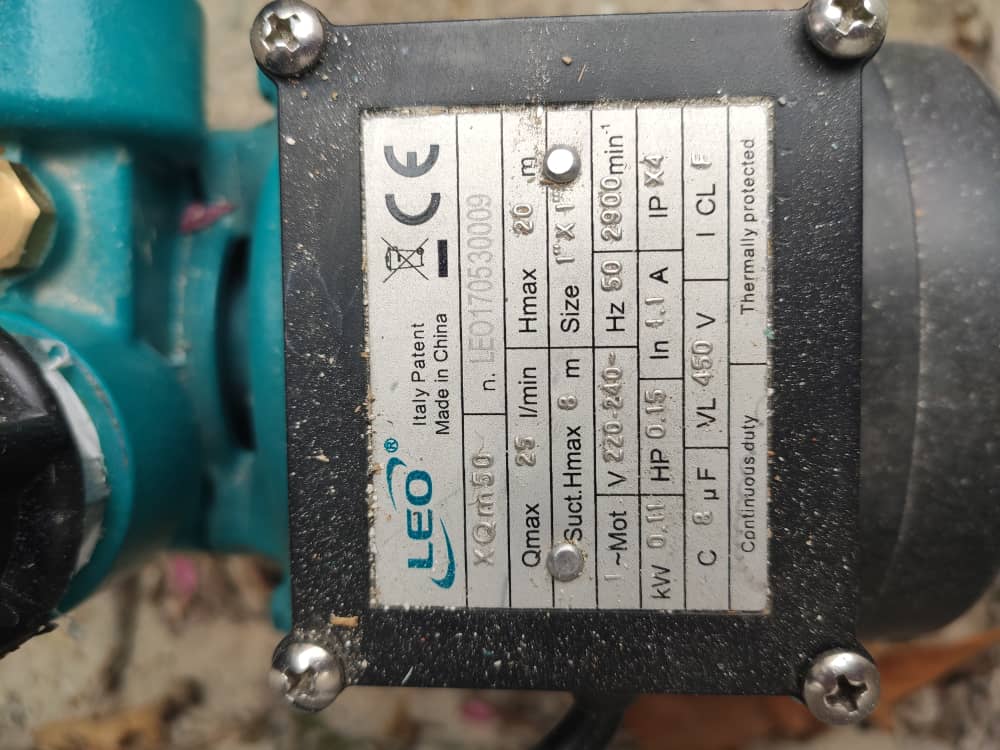 LEO®
Italy Patent
Made in China
CE
XQm50 n. LEO170530009
Qmax 25 l/min Hmax 20 m
Suct.Hmax 8 m Size 1"X 1"
1~Mot V 220-240~ Hz 50 2900min-1
kW 0.11 HP 0.15 In 1.1 A IP X4
C 8 µF VL 450 V I CL F
Continuous duty Thermally protected